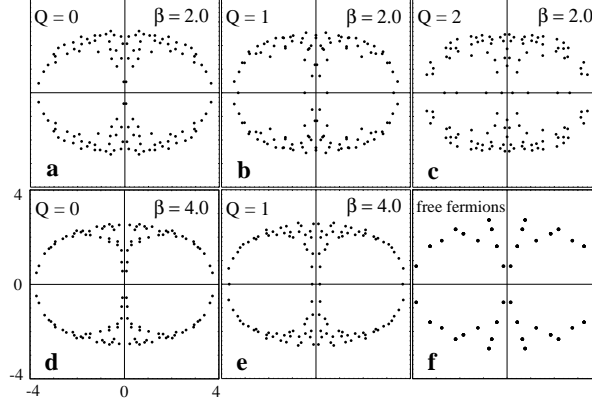 Q = 0 β = 2.0
Q = 1 β = 2.0
Q = 2 β = 2.0
a
b
c
4
Q = 0 β = 4.0
Q = 1 β = 4.0
free fermions
0
d
e
f
-4
-4 0 4